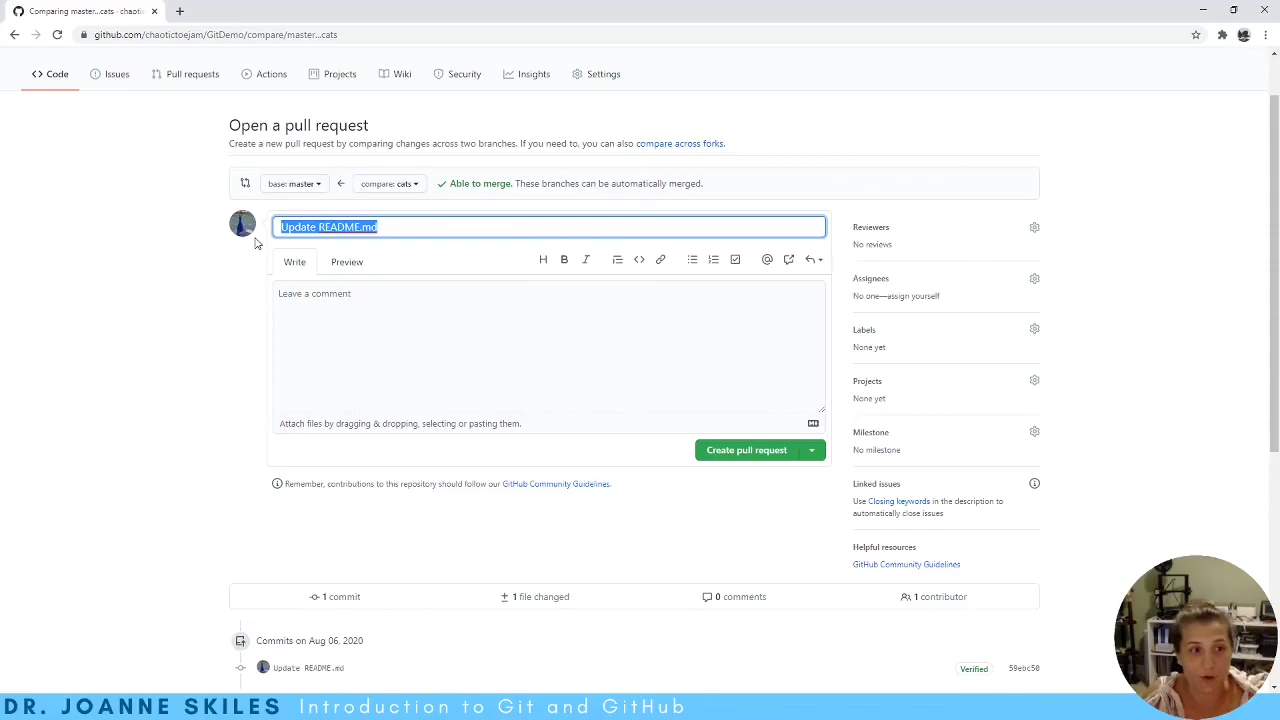 Comparing master...cats · chaotic
github.com/chaotictoejam/GitDemo/compare/master...cats
Code
Issues
Pull requests
Actions
Projects
Wiki
Security
Insights
Settings
Open a pull request
Create a new pull request by comparing changes across two branches. If you need to, you can also compare across forks.
base: master
compare: cats
Able to merge. These branches can be automatically merged.
Update README.md
Write
Preview
Leave a comment
Attach files by dragging & dropping, selecting or pasting them.
Create pull request
Remember, contributions to this repository should follow our GitHub Community Guidelines.
Reviewers
No reviews
Assignees
No one—assign yourself
Labels
None yet
Projects
None yet
Milestone
No milestone
Linked issues
Use Closing keywords in the description to
automatically close issues
Helpful resources
GitHub Community Guidelines
1 commit
1 file changed
0 comments
1 contributor
Commits on Aug 06, 2020
Update README.md
Verified
59ebc50
DR. JOANNE SKILES Introduction to Git and GitHub